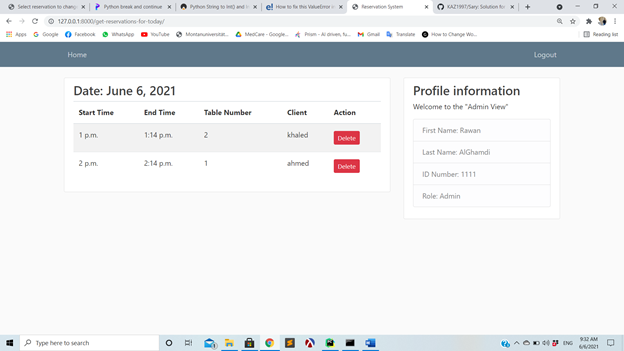 Select reservation to chang
Python break and continue
Python String to Int() and In
How to fix this ValueError i
Reservation System
KAZ1997/Sary: Solution fo
127.0.0.1:8000/get-reservations-for-today/
Apps
Google
Facebook
WhatsApp
YouTube
Montanuniversität...
MedCare - Google...
Prism - AI driven, fu...
Gmail
Translate
How to Change Wo...
Reading list
Home
Logout
Date: June 6, 2021
Start Time End Time Table Number Client Action
1 p.m. 1:14 p.m. 2 khaled Delete
2 p.m. 2:14 p.m. 1 ahmed Delete
Profile information
Welcome to the "Admin View"
First Name: Rawan
Last Name: AlGhamdi
ID Number: 1111
Role: Admin
Type here to search
ENG
9:32 AM
6/6/2021